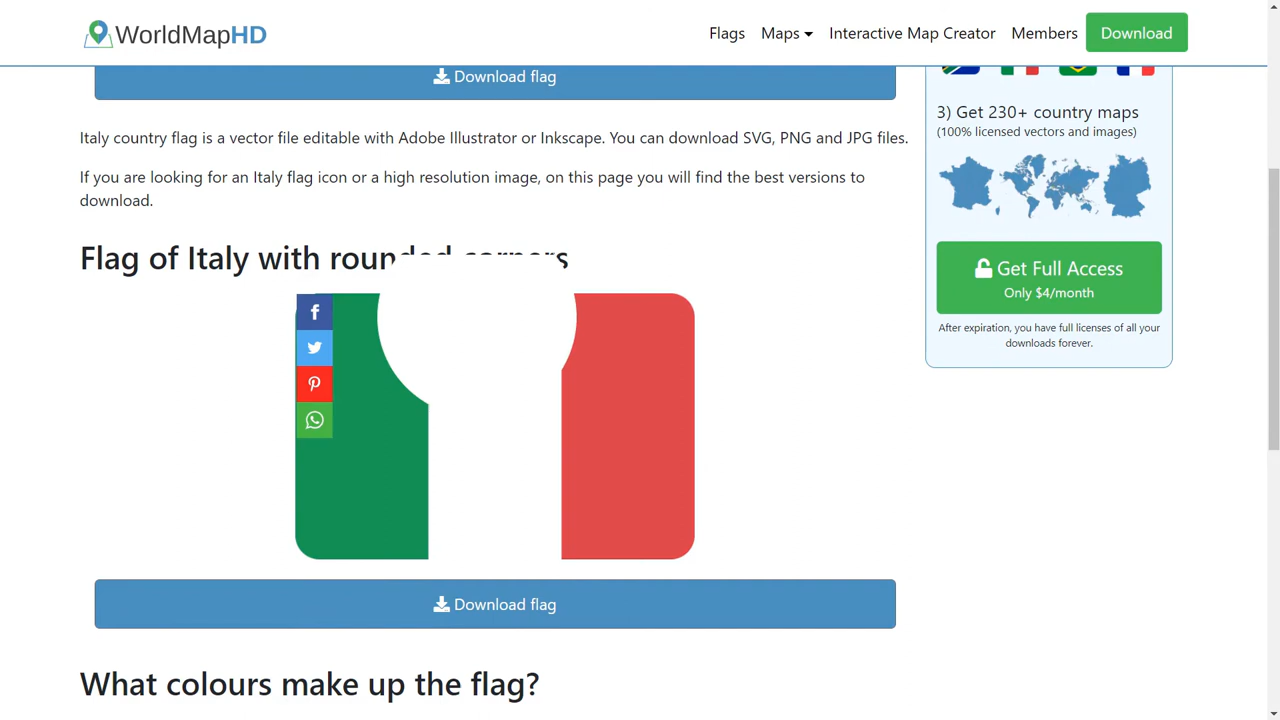 WorldMapHD
Flags
Maps
Interactive Map Creator
Members
Download
Download flag
Italy country flag is a vector file editable with Adobe Illustrator or Inkscape. You can download SVG, PNG and JPG files.
If you are looking for an Italy flag icon or a high resolution image, on this page you will find the best versions to
download.
Flag of Italy with rounded corners
Download flag
What colours make up the flag?
3) Get 230+ country maps
(100% licensed vectors and images)
Get Full Access
Only $4/month
After expiration, you have full licenses of all your
downloads forever.